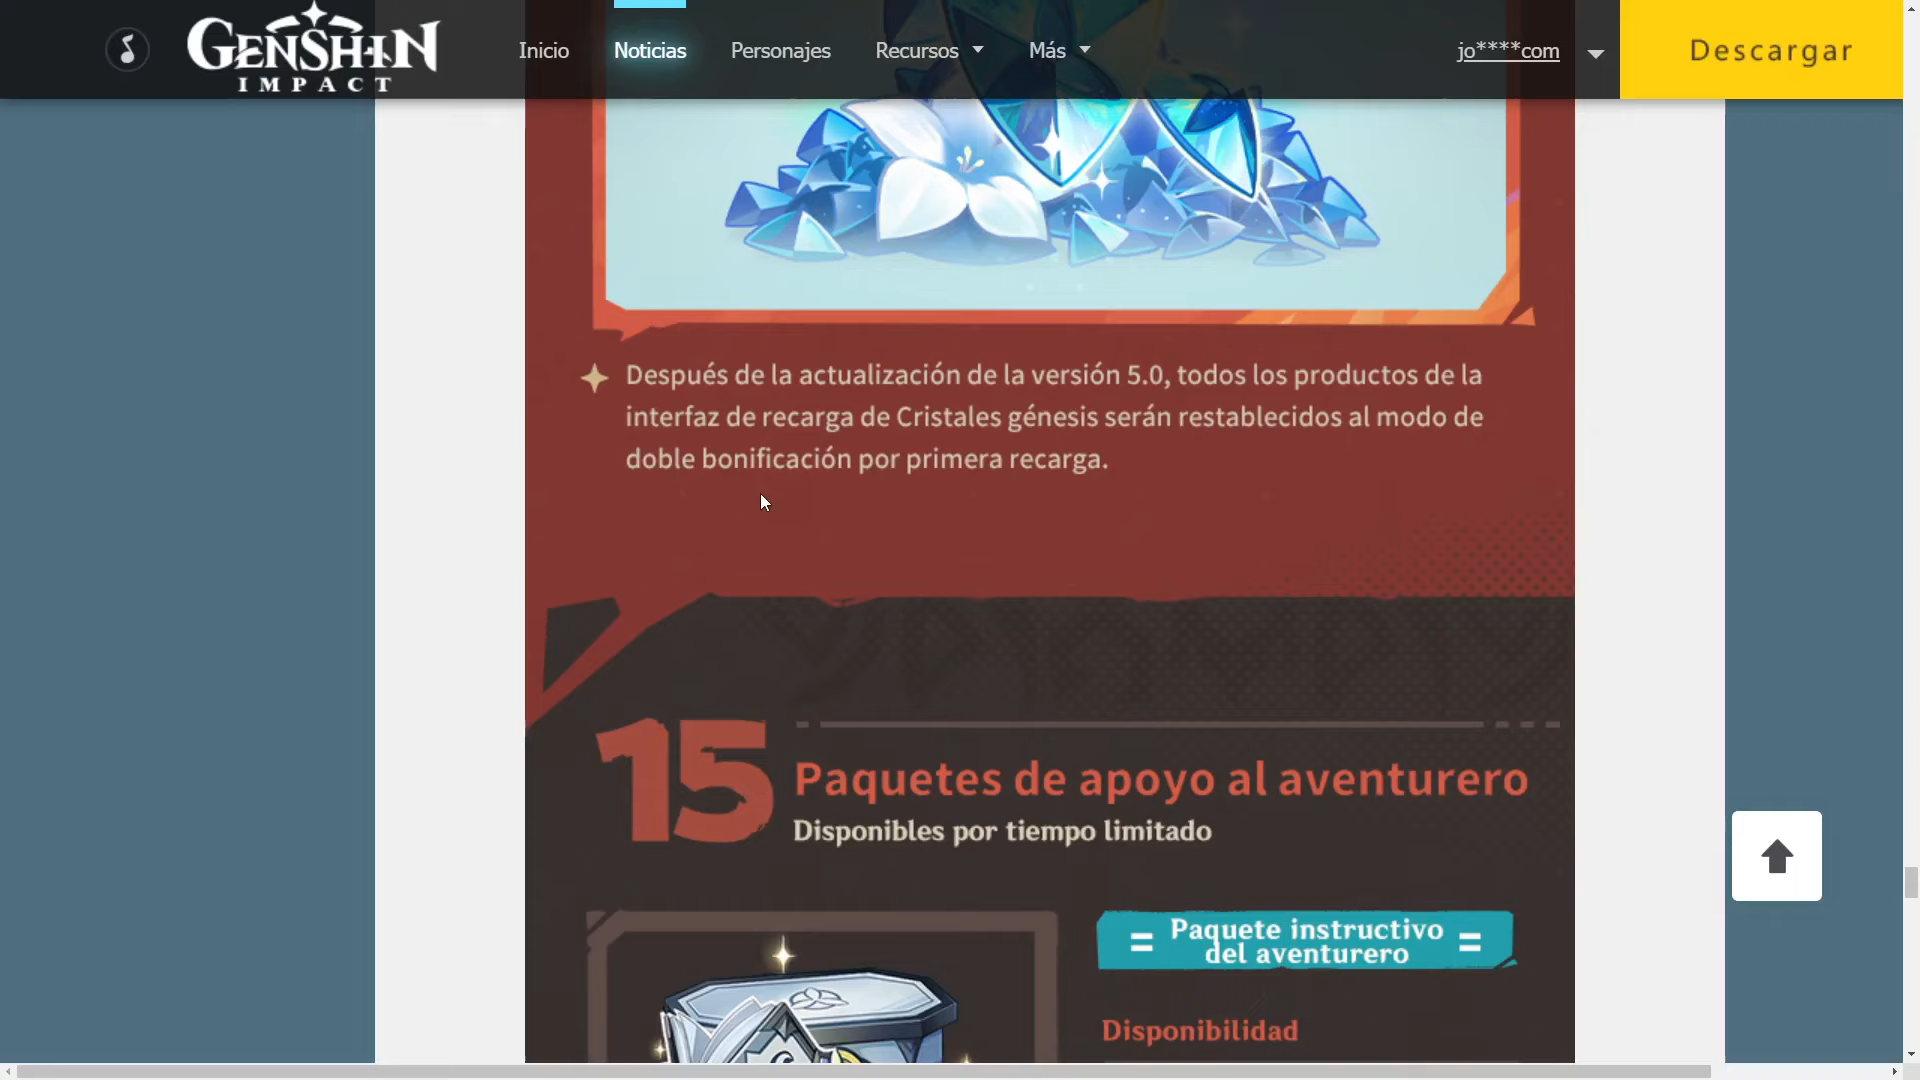 GENSHIN
IMPACT
Inicio
Noticias
Personajes
Recursos
Más
jo****com
Descargar
Después de la actualización de la versión 5.0, todos los productos de la
interfaz de recarga de Cristales génesis serán restablecidos al modo de
doble bonificación por primera recarga.
15
Paquetes de apoyo al aventurero
Disponibles por tiempo limitado
Paquete instructivo
del aventurero
Disponibilidad